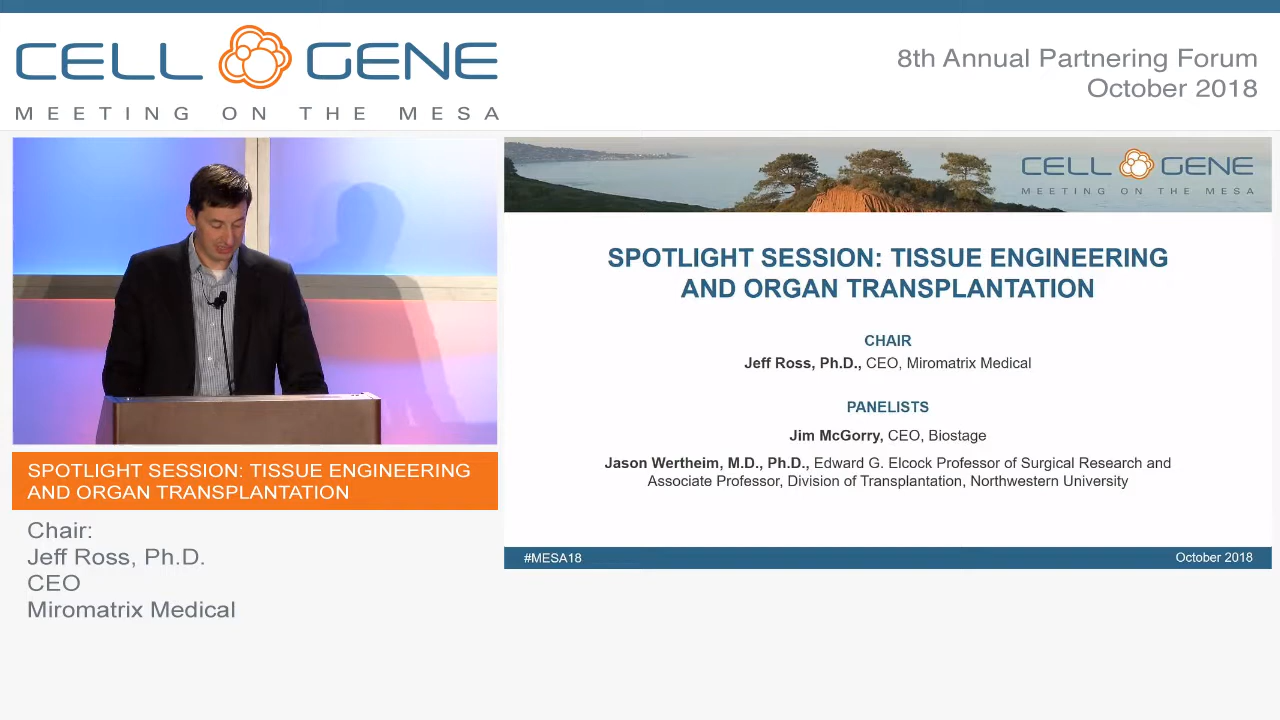 CELL GENE
MEETING ON THE MESA
8th Annual Partnering Forum
October 2018
CELL GENE
MEETING ON THE MESA
SPOTLIGHT SESSION: TISSUE ENGINEERING
AND ORGAN TRANSPLANTATION
CHAIR
Jeff Ross, Ph.D., CEO, Miromatrix Medical
PANELISTS
Jim McGorry, CEO, Biostage
Jason Wertheim, M.D., Ph.D., Edward G. Elcock Professor of Surgical Research and
Associate Professor, Division of Transplantation, Northwestern University
#MESA18
October 2018
SPOTLIGHT SESSION: TISSUE ENGINEERING
AND ORGAN TRANSPLANTATION
Chair:
Jeff Ross, Ph.D.
CEO
Miromatrix Medical